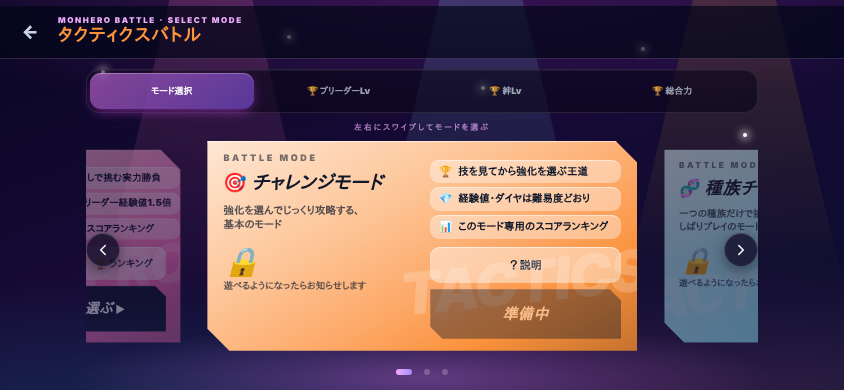 MONHERO BATTLE · SELECT MODE
タクティクスバトル
モード選択
🏆ブリーダーLv
🏆絆Lv
🏆総合力
左右にスワイプしてモードを選ぶ
しで挑む実力勝負
リーダー経験値1.5倍
スコアランキング
ランキング
選ぶ▶
BATTLE MODE
🎯 チャレンジモード
強化を選んでじっくり攻略する、
基本のモード
🔒
遊べるようになったらお知らせします
🏆 技を見てから強化を選ぶ王道
💎 経験値・ダイヤは難易度どおり
📊 このモード専用のスコアランキング
?説明
TACTICS
準備中
BATTLE MOD
🧬 種族チ
一つの種族だけで
しばりプレイのモー
🔒
遊べるようになったらお